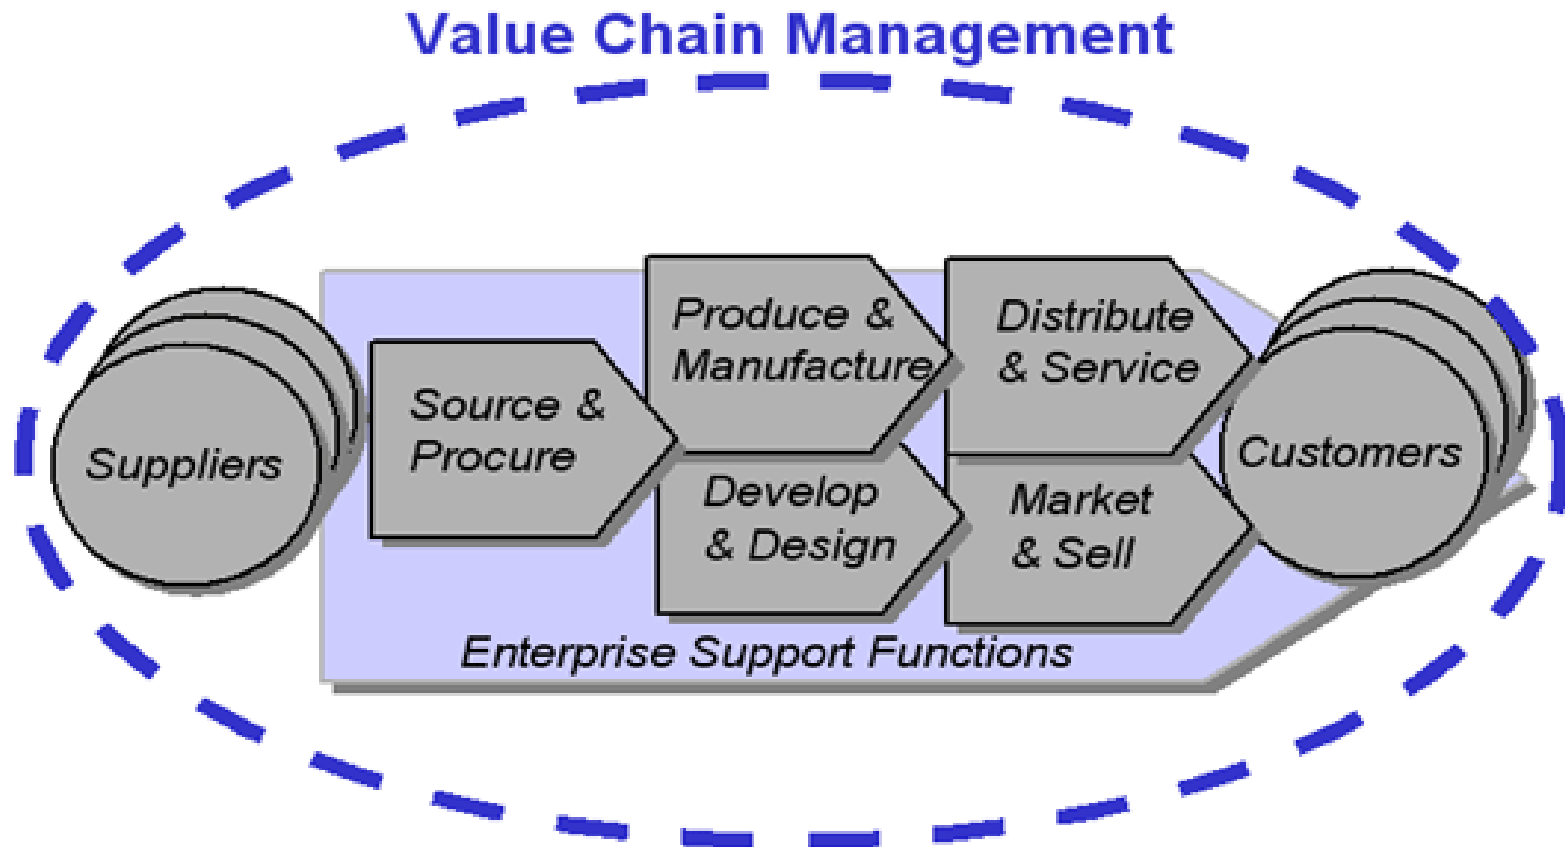 Value Chain Management
Suppliers
Source &
Procure
Produce &
Manufacture
Develop
& Design
Distribute
& Service
Market
& Sell
Customers
Enterprise Support Functions